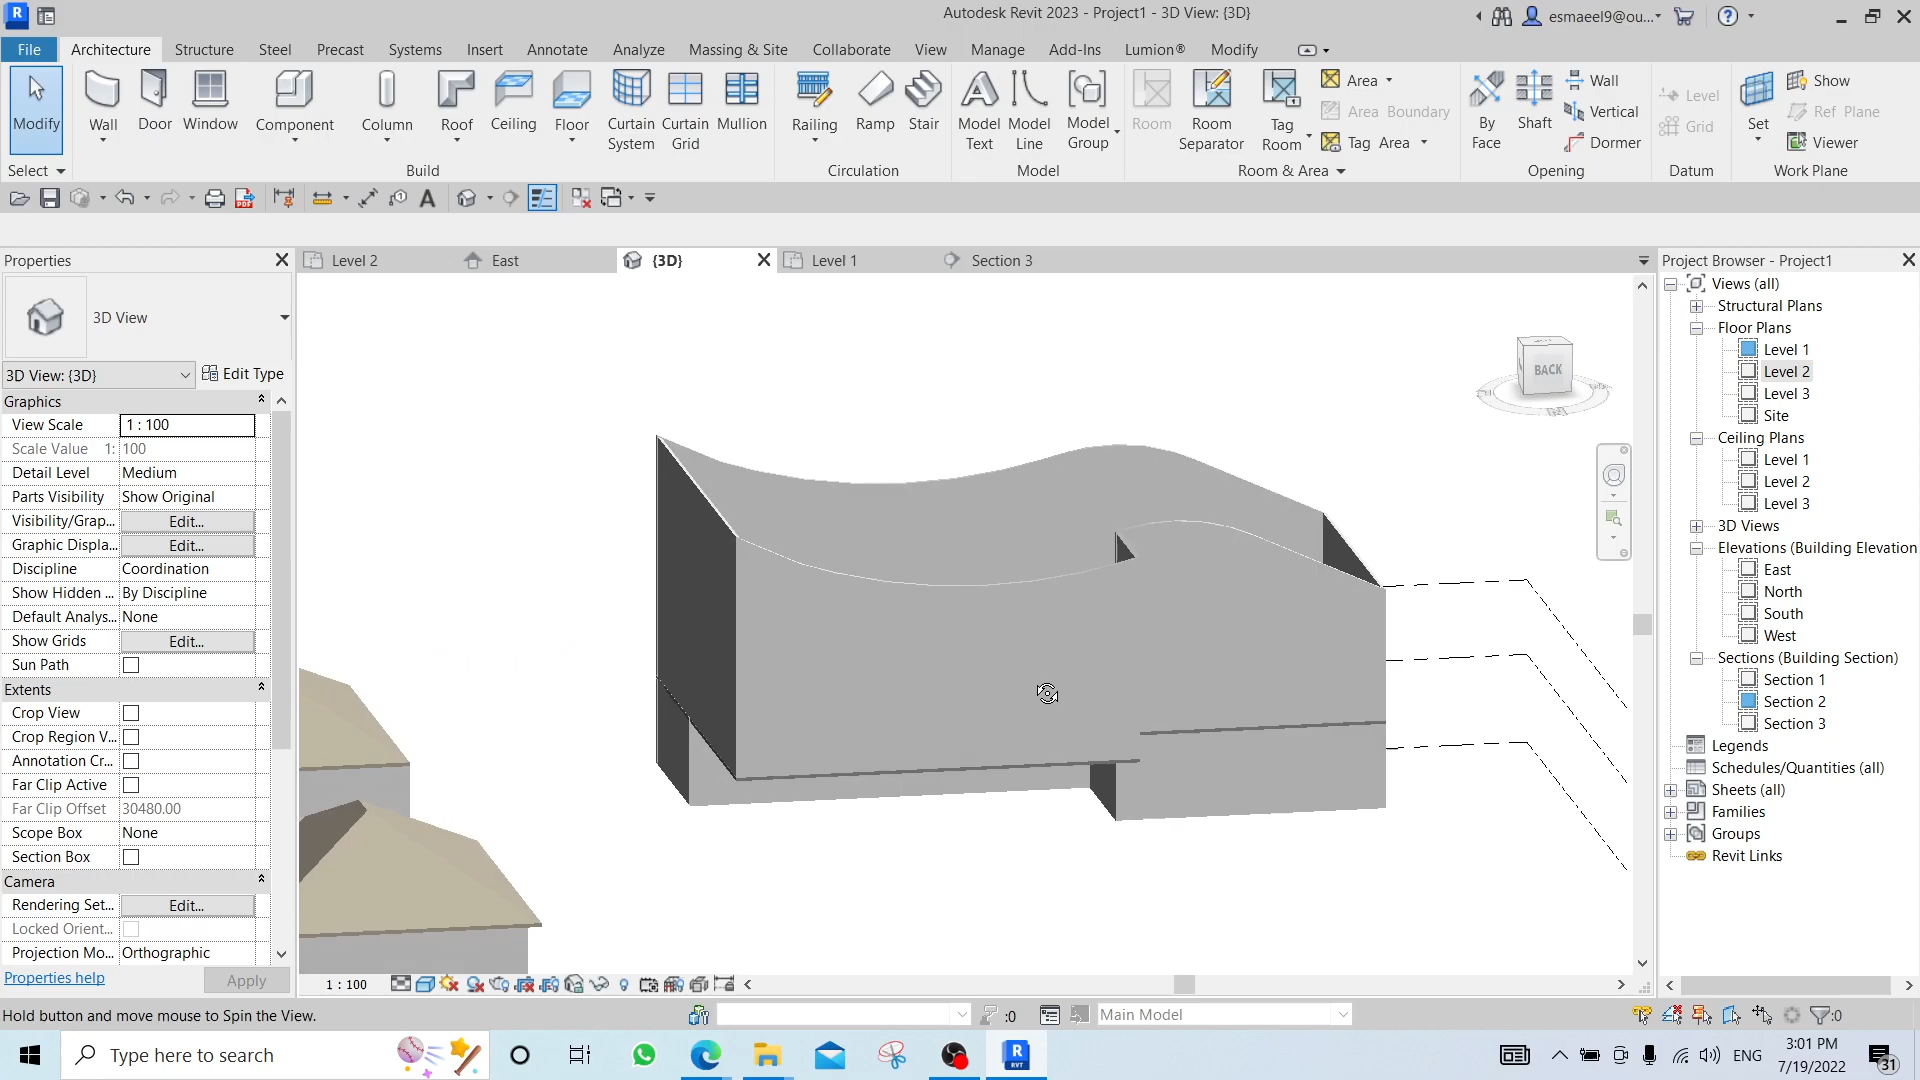 Autodesk Revit 2023 - Project1 - 3D View: {3D}
esmaeel9@ou...
File Architecture Structure Steel Precast Systems Insert Annotate Analyze Massing & Site Collaborate View Manage Add-Ins Lumion® Modify
Modify
Wall
Door
Window
Component
Column
Roof
Ceiling
Floor
Curtain System
Curtain Grid
Mullion
Railing
Ramp
Stair
Model Text
Model Line
Model Group
Room
Room Separator
Tag Room
Area
Area Boundary
Tag Area
By Face
Shaft
Wall
Vertical
Dormer
Level
Grid
Set
Show
Ref Plane
Viewer
Select
Build
Circulation
Model
Room & Area
Opening
Datum
Work Plane
Properties
Level 2
East
{3D}
Level 1
Section 3
3D View
3D View: {3D}
Edit Type
Graphics
View Scale 1 : 100
Scale Value 1: 100
Detail Level Medium
Parts Visibility Show Original
Visibility/Grap... Edit...
Graphic Displa... Edit...
Discipline Coordination
Show Hidden ... By Discipline
Default Analys... None
Show Grids Edit...
Sun Path
Extents
Crop View
Crop Region V...
Annotation Cr...
Far Clip Active
Far Clip Offset 30480.00
Scope Box None
Section Box
Camera
Rendering Set... Edit...
Locked Orient...
Projection Mo... Orthographic
Properties help
Apply
BACK
Project Browser - Project1
Views (all)
Structural Plans
Floor Plans
Level 1
Level 2
Level 3
Site
Ceiling Plans
Level 1
Level 2
Level 3
3D Views
Elevations (Building Elevation
East
North
South
West
Sections (Building Section)
Section 1
Section 2
Section 3
Legends
Schedules/Quantities (all)
Sheets (all)
Families
Groups
Revit Links
1 : 100
Hold button and move mouse to Spin the View.
:0
Main Model
:0
Type here to search
R
RVT
ENG
3:01 PM
7/19/2022
31